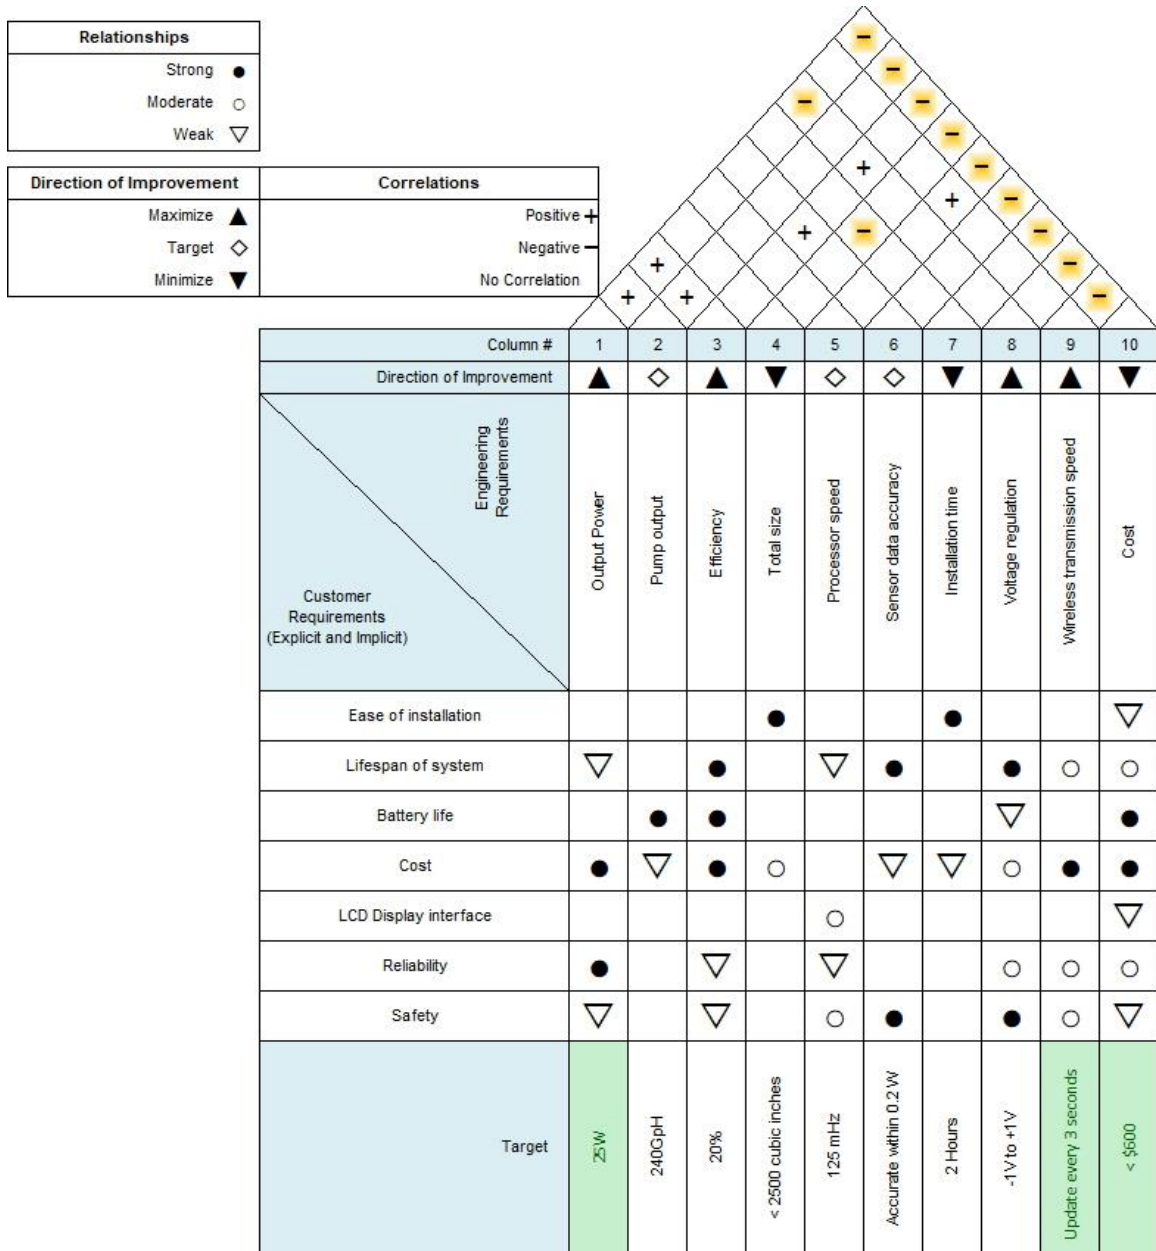 Relationships
Strong ●
Moderate ○
Weak ▽
Direction of Improvement
Maximize ▲
Target ◇
Minimize ▼
Correlations
Positive +
Negative −
No Correlation
Column # 1 2 3 4 5 6 7 8 9 10
Direction of Improvement ▲ ◇ ▲ ▼ ◇ ◇ ▼ ▲ ▲ ▼
Engineering
Requirements
Customer
Requirements
(Explicit and Implicit)
Output Power
Pump output
Efficiency
Total size
Processor speed
Sensor data accuracy
Installation time
Voltage regulation
Wireless transmission speed
Cost
Ease of installation ● ● ▽
Lifespan of system ▽ ● ▽ ● ● ○ ○
Battery life ● ● ▽ ●
Cost ● ▽ ● ○ ▽ ▽ ○ ● ●
LCD Display interface ○ ▽
Reliability ● ▽ ▽ ○ ○ ○
Safety ▽ ▽ ○ ● ● ○ ▽
Target
25W
240GpH
20%
< 2500 cubic inches
125 mHz
Accurate within 0.2 W
2 Hours
-1V to +1V
Update every 3 seconds
< $600